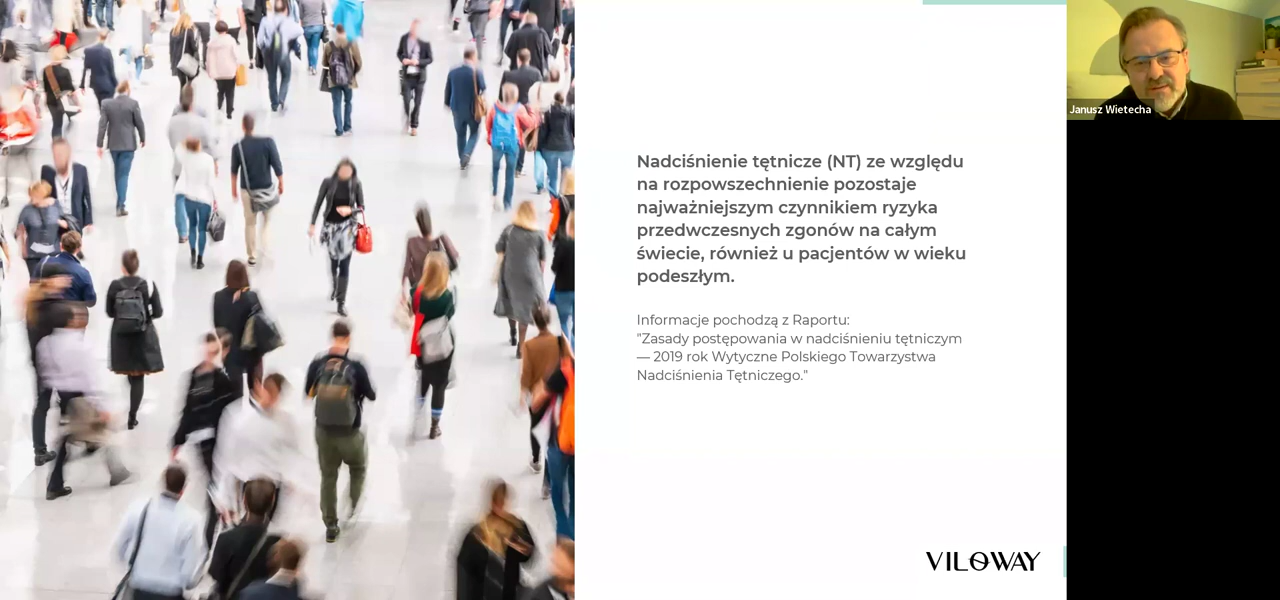 Nadciśnienie tętnicze (NT) ze względu
na rozpowszechnienie pozostaje
najważniejszym czynnikiem ryzyka
przedwczesnych zgonów na całym
świecie, również u pacjentów w wieku
podeszłym.
Informacje pochodzą z Raportu:
"Zasady postępowania w nadciśnieniu tętniczym
— 2019 rok Wytyczne Polskiego Towarzystwa
Nadciśnienia Tętniczego."
VILOWAY
Janusz Wietecha